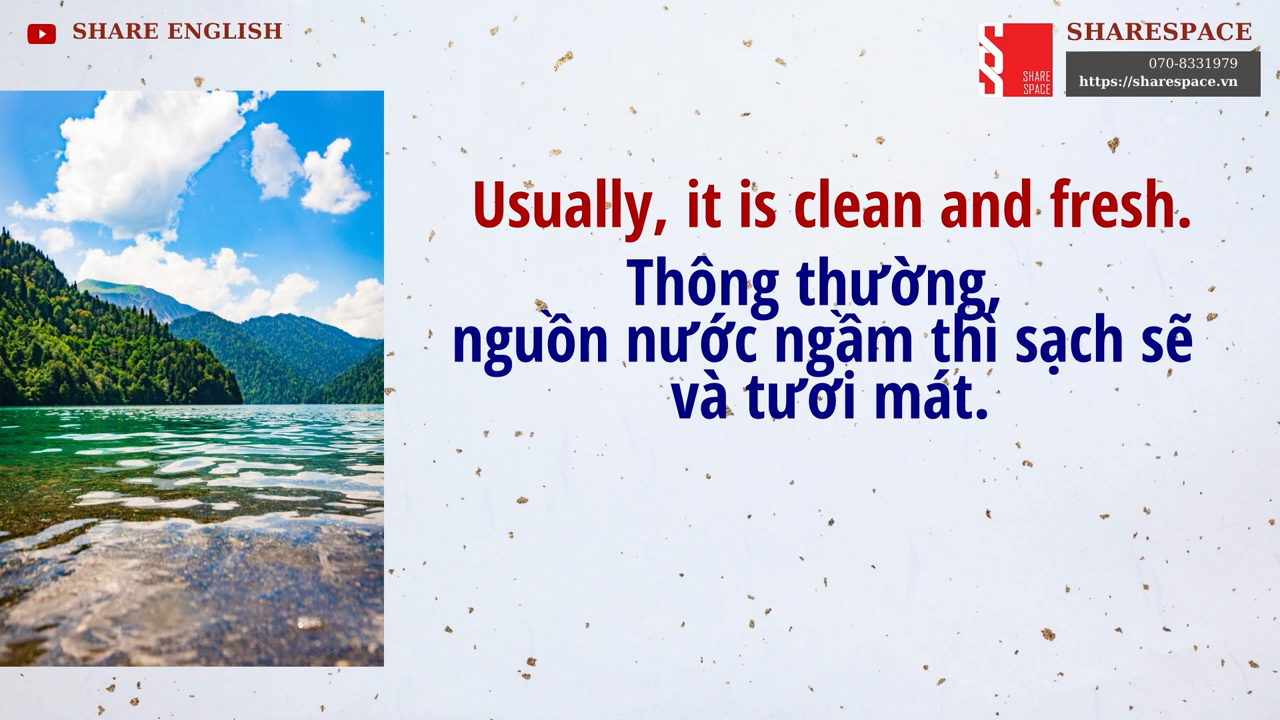 SHARE ENGLISH
SHARESPACE
070-8331979
https://sharespace.vn
SHARE
SPACE
Usually, it is clean and fresh.
Thông thường,
nguồn nước ngầm thì sạch sẽ
và tươi mát.